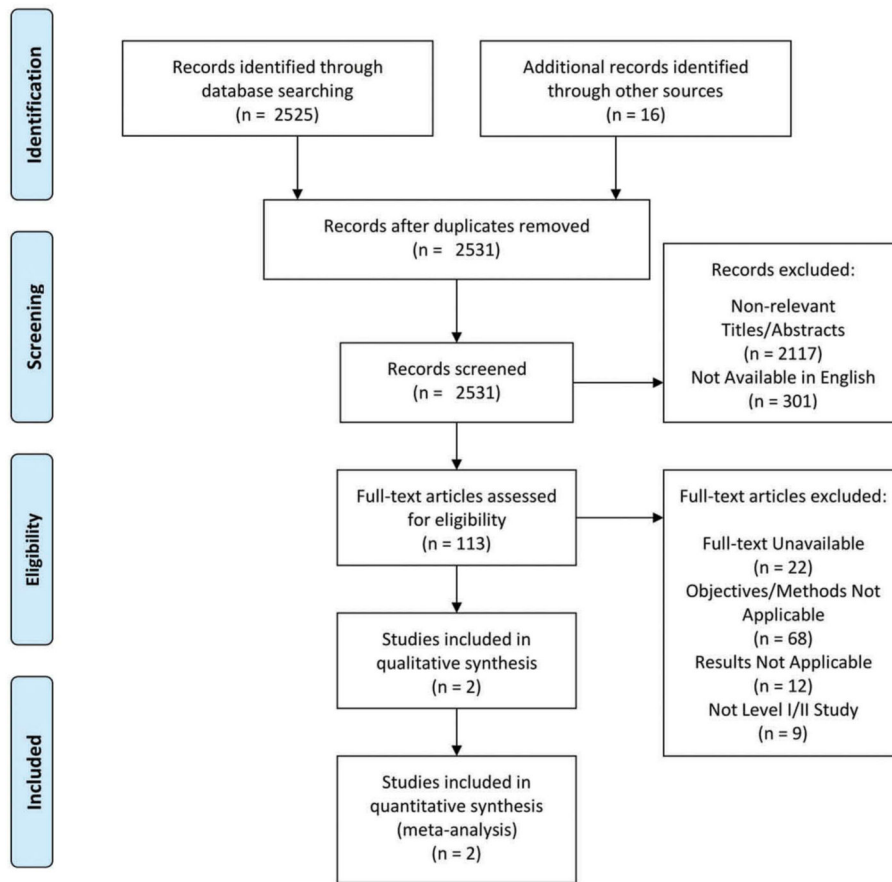 Identification
Records identified through
database searching
(n = 2525)
Additional records identified
through other sources
(n = 16)
Records after duplicates removed
(n = 2531)
Screening
Records screened
(n = 2531)
Records excluded:
Non-relevant
Titles/Abstracts
(n = 2117)
Not Available in English
(n = 301)
Eligibility
Full-text articles assessed
for eligibility
(n = 113)
Full-text articles excluded:
Full-text Unavailable
(n = 22)
Objectives/Methods Not
Applicable
(n = 68)
Results Not Applicable
(n = 12)
Not Level I/II Study
(n = 9)
Studies included in
qualitative synthesis
(n = 2)
Included
Studies included in
quantitative synthesis
(meta-analysis)
(n = 2)